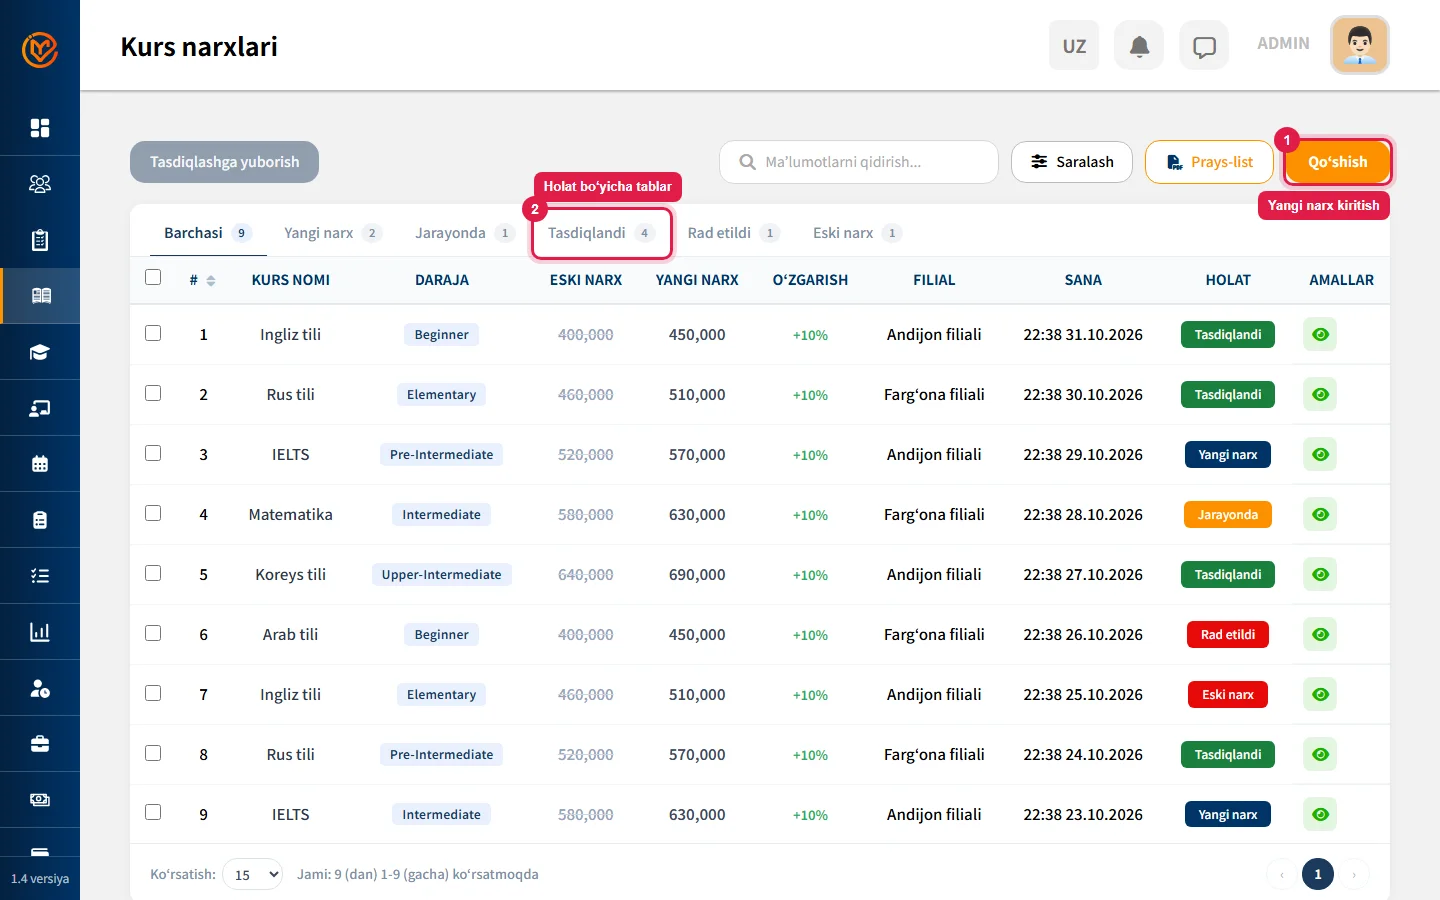 Kurs narxlari
UZ
ADMIN
Tasdiqlashga yuborish
Ma'lumotlarni qidirish...
Saralash
PDF
Prays-list
1
Qo‘shish
Holat bo‘yicha tablar
Yangi narx kiritish
2
Barchasi 9
Yangi narx 2
Jarayonda 1
Tasdiqlandi 4
Rad etildi 1
Eski narx 1
# KURS NOMI DARAJA ESKI NARX YANGI NARX O‘ZGARISH FILIAL SANA HOLAT AMALLAR
1 Ingliz tili Beginner 400,000 450,000 +10% Andijon filiali 22:38 31.10.2026 Tasdiqlandi
2 Rus tili Elementary 460,000 510,000 +10% Farg‘ona filiali 22:38 30.10.2026 Tasdiqlandi
3 IELTS Pre-Intermediate 520,000 570,000 +10% Andijon filiali 22:38 29.10.2026 Yangi narx
4 Matematika Intermediate 580,000 630,000 +10% Farg‘ona filiali 22:38 28.10.2026 Jarayonda
5 Koreys tili Upper-Intermediate 640,000 690,000 +10% Andijon filiali 22:38 27.10.2026 Tasdiqlandi
6 Arab tili Beginner 400,000 450,000 +10% Farg‘ona filiali 22:38 26.10.2026 Rad etildi
7 Ingliz tili Elementary 460,000 510,000 +10% Andijon filiali 22:38 25.10.2026 Eski narx
8 Rus tili Pre-Intermediate 520,000 570,000 +10% Farg‘ona filiali 22:38 24.10.2026 Tasdiqlandi
9 IELTS Intermediate 580,000 630,000 +10% Andijon filiali 22:38 23.10.2026 Yangi narx
Ko‘rsatish: 15 Jami: 9 (dan) 1-9 (gacha) ko‘rsatmoqda
‹ 1 ›
1.4 versiya